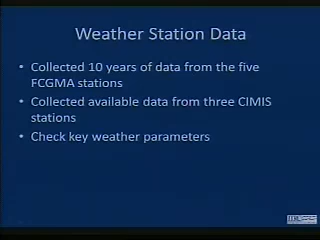 Weather Station Data
• Collected 10 years of data from the five
FCGMA stations
• Collected available data from three CIMIS
stations
• Check key weather parameters